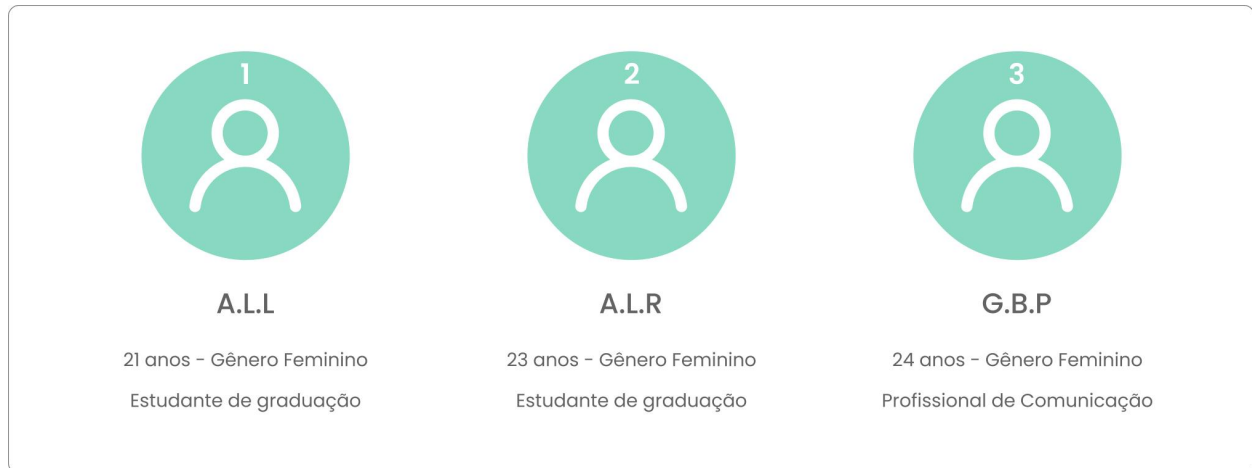 1
A.L.L
21 anos - Gênero Feminino
Estudante de graduação
2
A.L.R
23 anos - Gênero Feminino
Estudante de graduação
3
G.B.P
24 anos - Gênero Feminino
Profissional de Comunicação